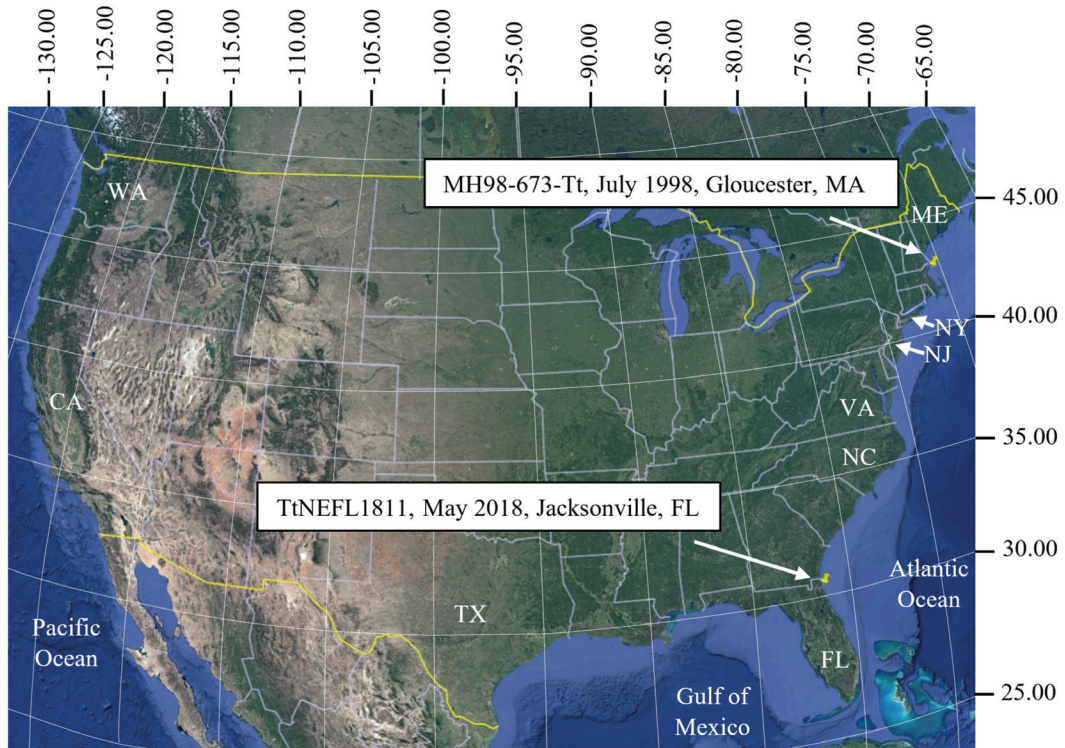 -130.00
-125.00
-120.00
-115.00
-110.00
-105.00
-100.00
-95.00
-90.00
-85.00
-80.00
-75.00
-70.00
-65.00
MH98-673-Tt, July 1998, Gloucester, MA
WA
ME
45.00
40.00
NY
NJ
CA
VA
35.00
NC
TtNEFL1811, May 2018, Jacksonville, FL
30.00
Atlantic
Ocean
TX
Pacific
Ocean
FL
Gulf of
Mexico
25.00